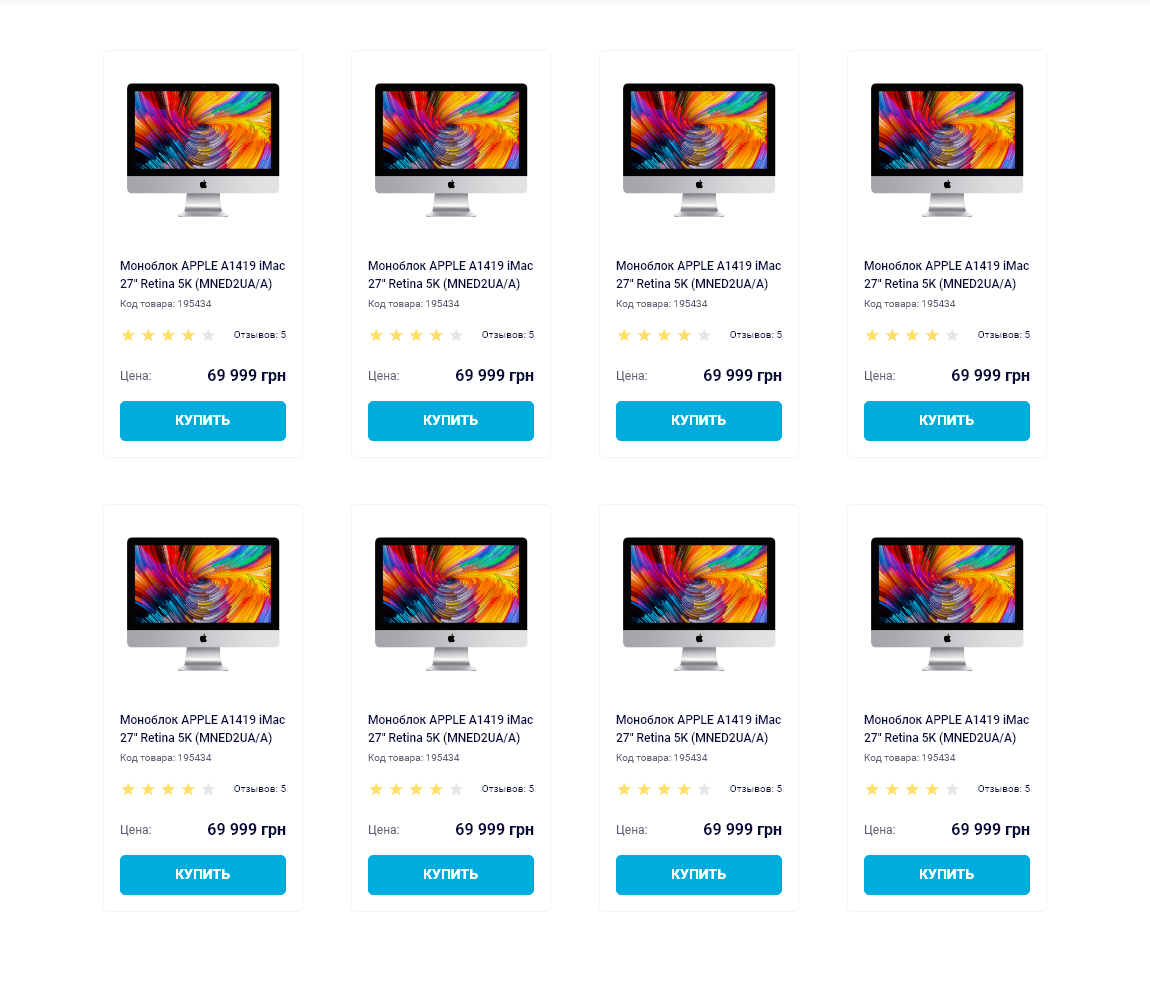 Моноблок APPLE A1419 iMac
27" Retina 5K (MNED2UA/A)
Код товара: 195434
Отзывов: 5
Цена: 69 999 грн
КУПИТЬ
Моноблок APPLE A1419 iMac
27" Retina 5K (MNED2UA/A)
Код товара: 195434
Отзывов: 5
Цена: 69 999 грн
КУПИТЬ
Моноблок APPLE A1419 iMac
27" Retina 5K (MNED2UA/A)
Код товара: 195434
Отзывов: 5
Цена: 69 999 грн
КУПИТЬ
Моноблок APPLE A1419 iMac
27" Retina 5K (MNED2UA/A)
Код товара: 195434
Отзывов: 5
Цена: 69 999 грн
КУПИТЬ
Моноблок APPLE A1419 iMac
27" Retina 5K (MNED2UA/A)
Код товара: 195434
Отзывов: 5
Цена: 69 999 грн
КУПИТЬ
Моноблок APPLE A1419 iMac
27" Retina 5K (MNED2UA/A)
Код товара: 195434
Отзывов: 5
Цена: 69 999 грн
КУПИТЬ
Моноблок APPLE A1419 iMac
27" Retina 5K (MNED2UA/A)
Код товара: 195434
Отзывов: 5
Цена: 69 999 грн
КУПИТЬ
Моноблок APPLE A1419 iMac
27" Retina 5K (MNED2UA/A)
Код товара: 195434
Отзывов: 5
Цена: 69 999 грн
КУПИТЬ